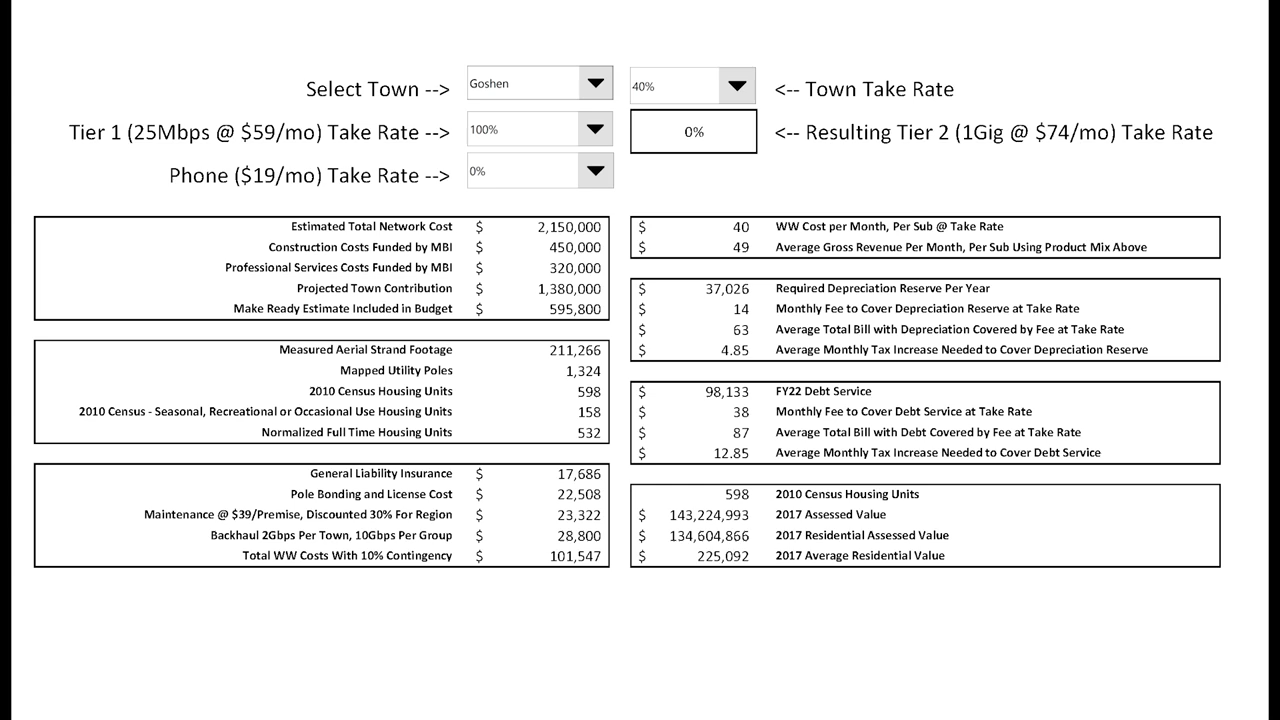 Select Town --> Goshen 40% <-- Town Take Rate
Tier 1 (25Mbps @ $59/mo) Take Rate --> 100% 0% <-- Resulting Tier 2 (1Gig @ $74/mo) Take Rate
Phone ($19/mo) Take Rate --> 0%
Estimated Total Network Cost $ 2,150,000
Construction Costs Funded by MBI $ 450,000
Professional Services Costs Funded by MBI $ 320,000
Projected Town Contribution $ 1,380,000
Make Ready Estimate Included in Budget $ 595,800
Measured Aerial Strand Footage 211,266
Mapped Utility Poles 1,324
2010 Census Housing Units 598
2010 Census - Seasonal, Recreational or Occasional Use Housing Units 158
Normalized Full Time Housing Units 532
General Liability Insurance $ 17,686
Pole Bonding and License Cost $ 22,508
Maintenance @ $39/Premise, Discounted 30% For Region $ 23,322
Backhaul 2Gbps Per Town, 10Gbps Per Group $ 28,800
Total WW Costs With 10% Contingency $ 101,547
$ 40 WW Cost per Month, Per Sub @ Take Rate
$ 49 Average Gross Revenue Per Month, Per Sub Using Product Mix Above
$ 37,026 Required Depreciation Reserve Per Year
$ 14 Monthly Fee to Cover Depreciation Reserve at Take Rate
$ 63 Average Total Bill with Depreciation Covered by Fee at Take Rate
$ 4.85 Average Monthly Tax Increase Needed to Cover Depreciation Reserve
$ 98,133 FY22 Debt Service
$ 38 Monthly Fee to Cover Debt Service at Take Rate
$ 87 Average Total Bill with Debt Covered by Fee at Take Rate
$ 12.85 Average Monthly Tax Increase Needed to Cover Debt Service
598 2010 Census Housing Units
$ 143,224,993 2017 Assessed Value
$ 134,604,866 2017 Residential Assessed Value
$ 225,092 2017 Average Residential Value